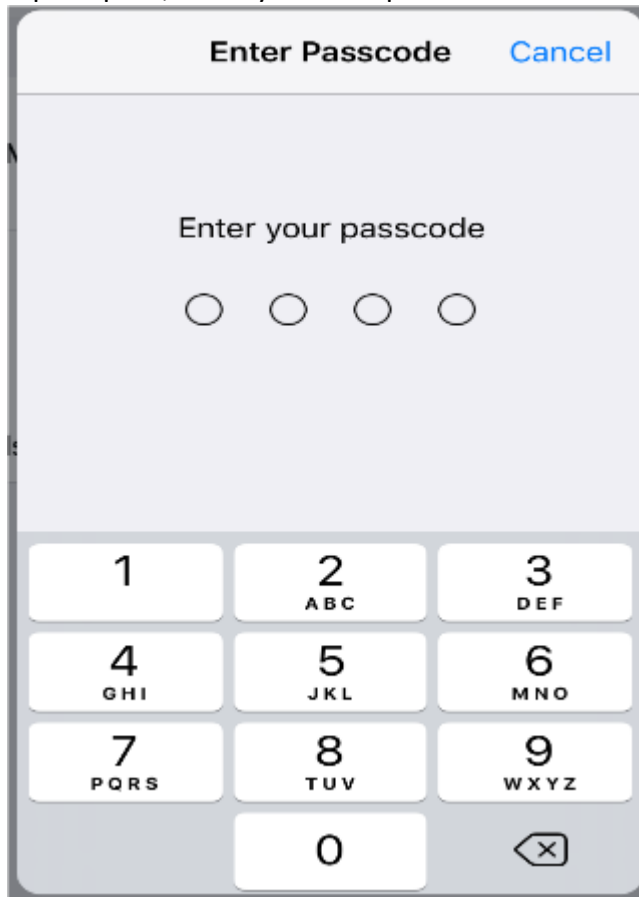 Enter Passcode Cancel
Enter your passcode
1 2 3
ABC DEF
4 5 6
GHI JKL MNO
7 8 9
PQRS TUV WXYZ
0